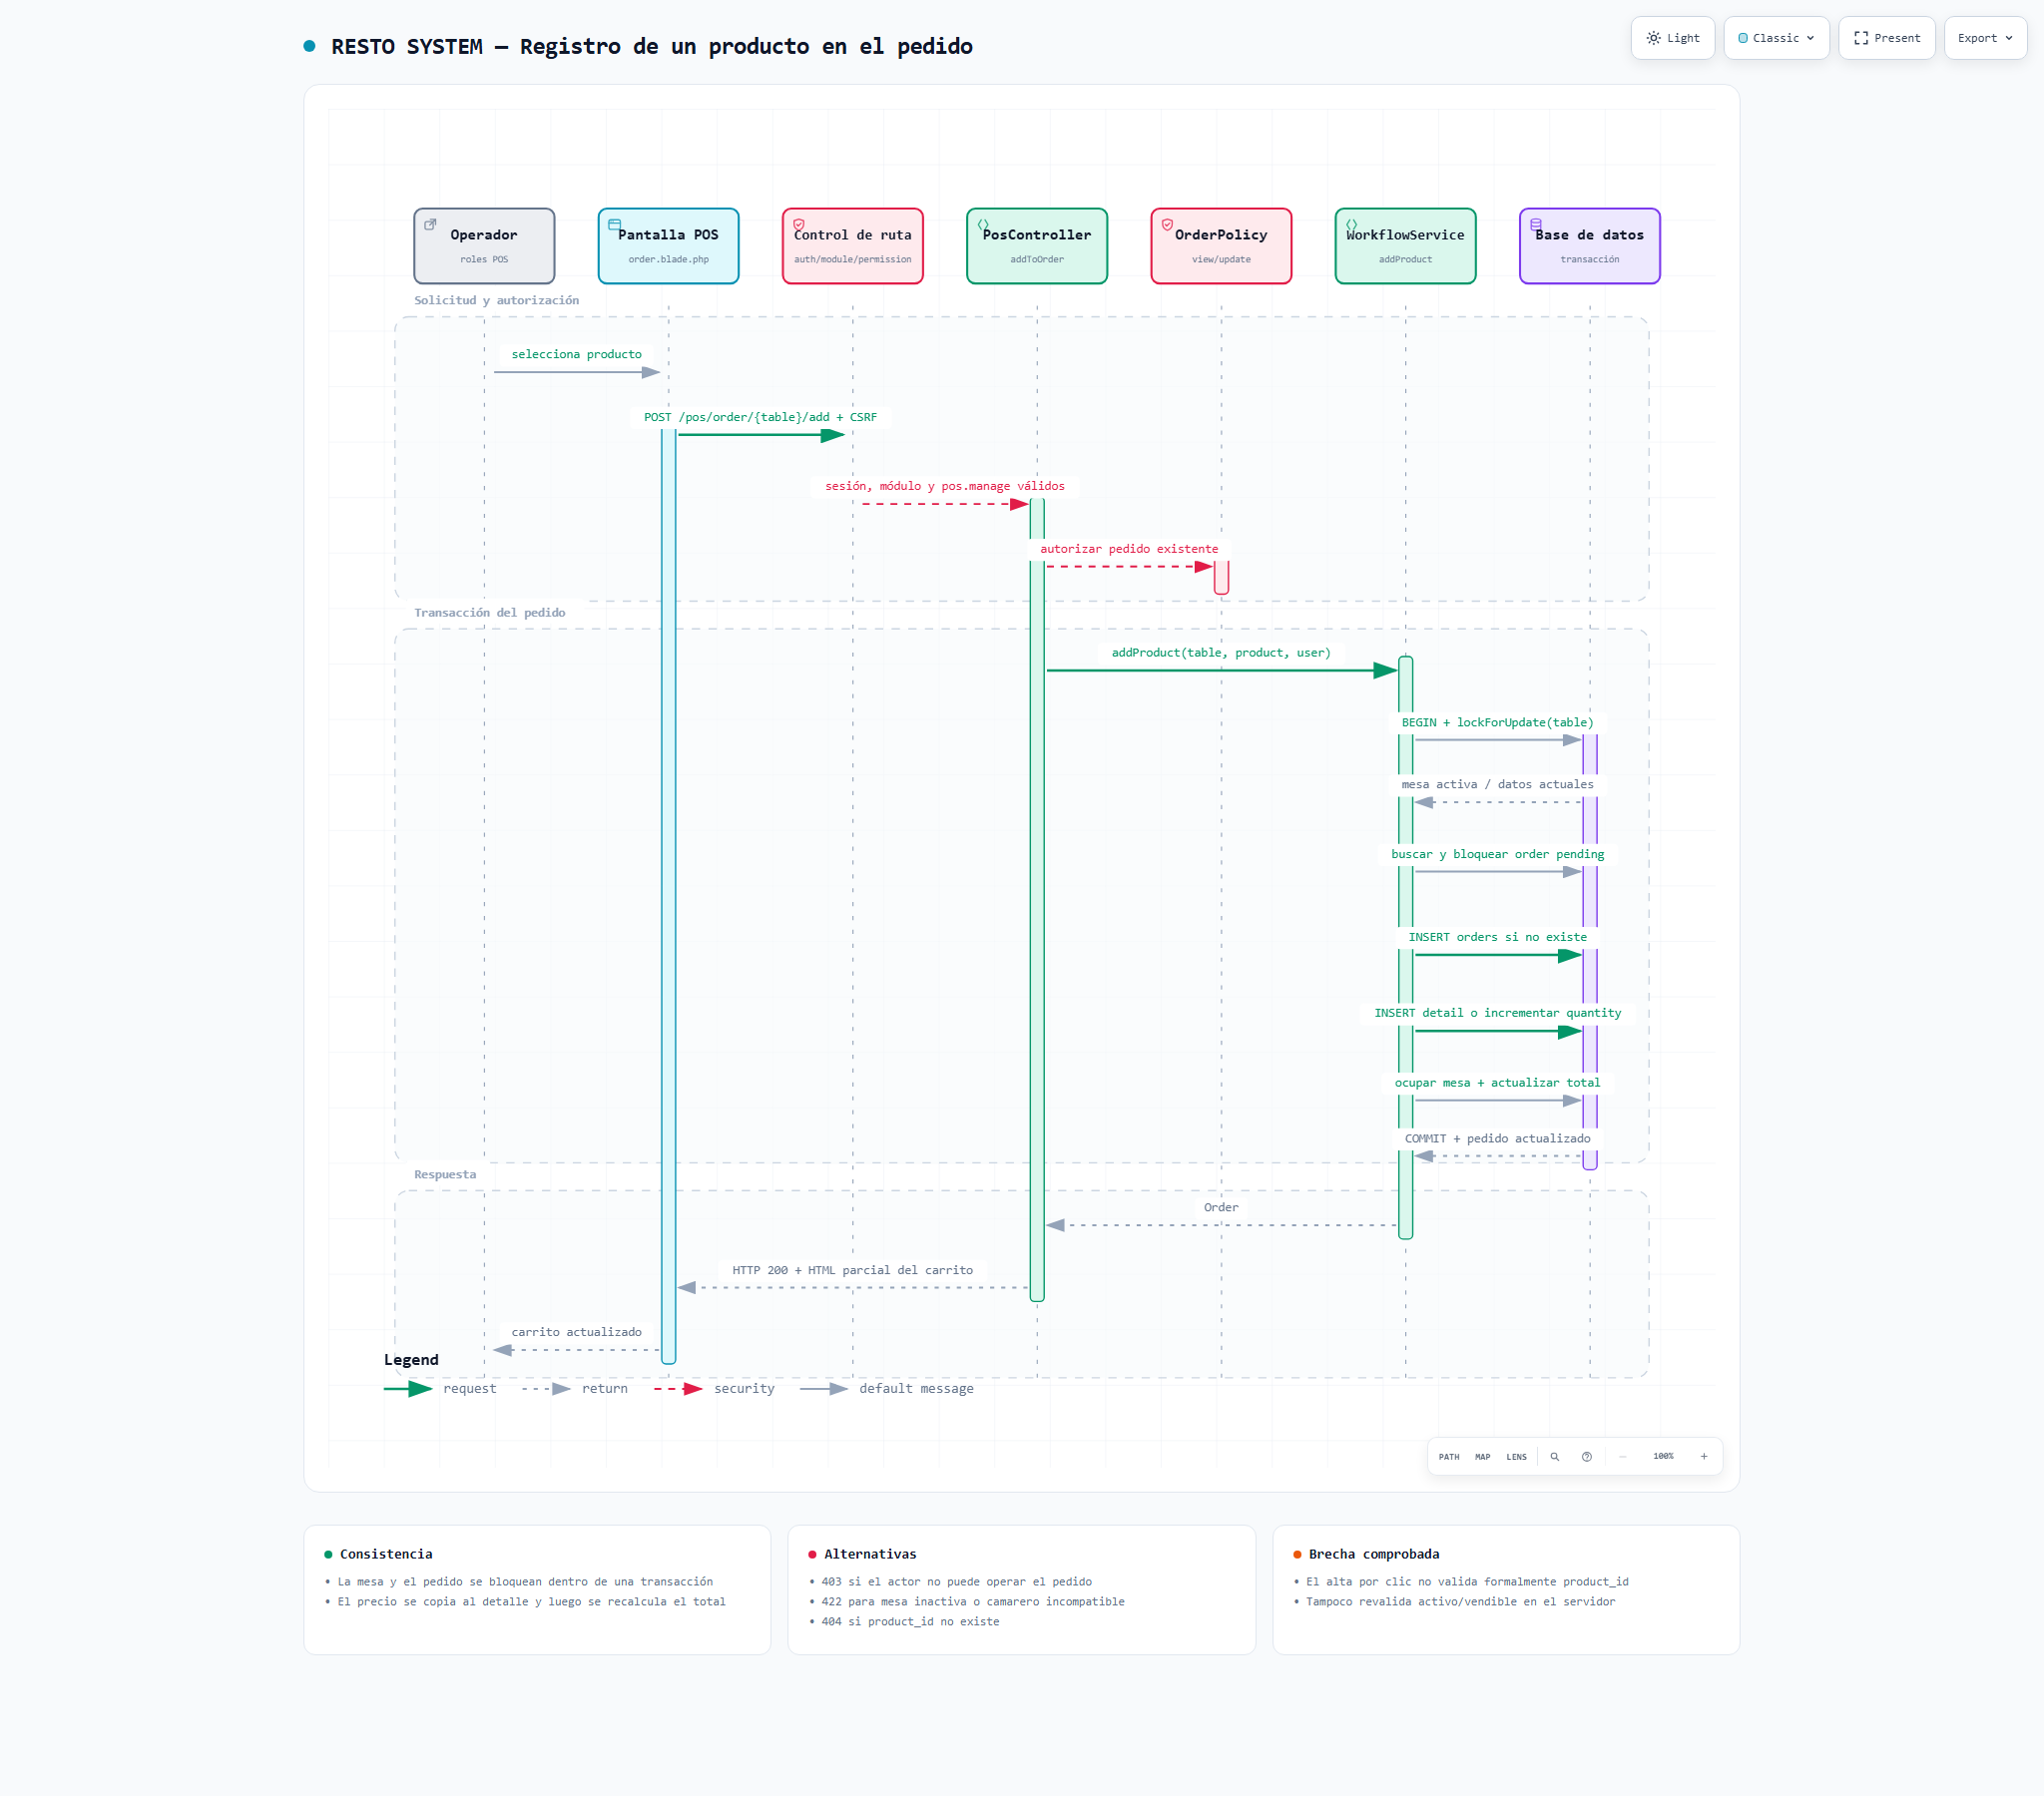 RESTO SYSTEM — Registro de un producto en el pedido
Light
Classic
Present
Export
Operador
roles POS
Pantalla POS
order.blade.php
Control de ruta
auth/module/permission
PosController
addToOrder
OrderPolicy
view/update
WorkflowService
addProduct
Base de datos
transacción
Solicitud y autorización
selecciona producto
POST /pos/order/{table}/add + CSRF
sesión, módulo y pos.manage válidos
autorizar pedido existente
Transacción del pedido
addProduct(table, product, user)
BEGIN + lockForUpdate(table)
mesa activa / datos actuales
buscar y bloquear order pending
INSERT orders si no existe
INSERT detail o incrementar quantity
ocupar mesa + actualizar total
COMMIT + pedido actualizado
Respuesta
Order
HTTP 200 + HTML parcial del carrito
carrito actualizado
Legend
request
return
security
default message
PATH
MAP
LENS
100%
Consistencia
• La mesa y el pedido se bloquean dentro de una transacción
• El precio se copia al detalle y luego se recalcula el total
Alternativas
• 403 si el actor no puede operar el pedido
• 422 para mesa inactiva o camarero incompatible
• 404 si product_id no existe
Brecha comprobada
• El alta por clic no valida formalmente product_id
• Tampoco revalida activo/vendible en el servidor